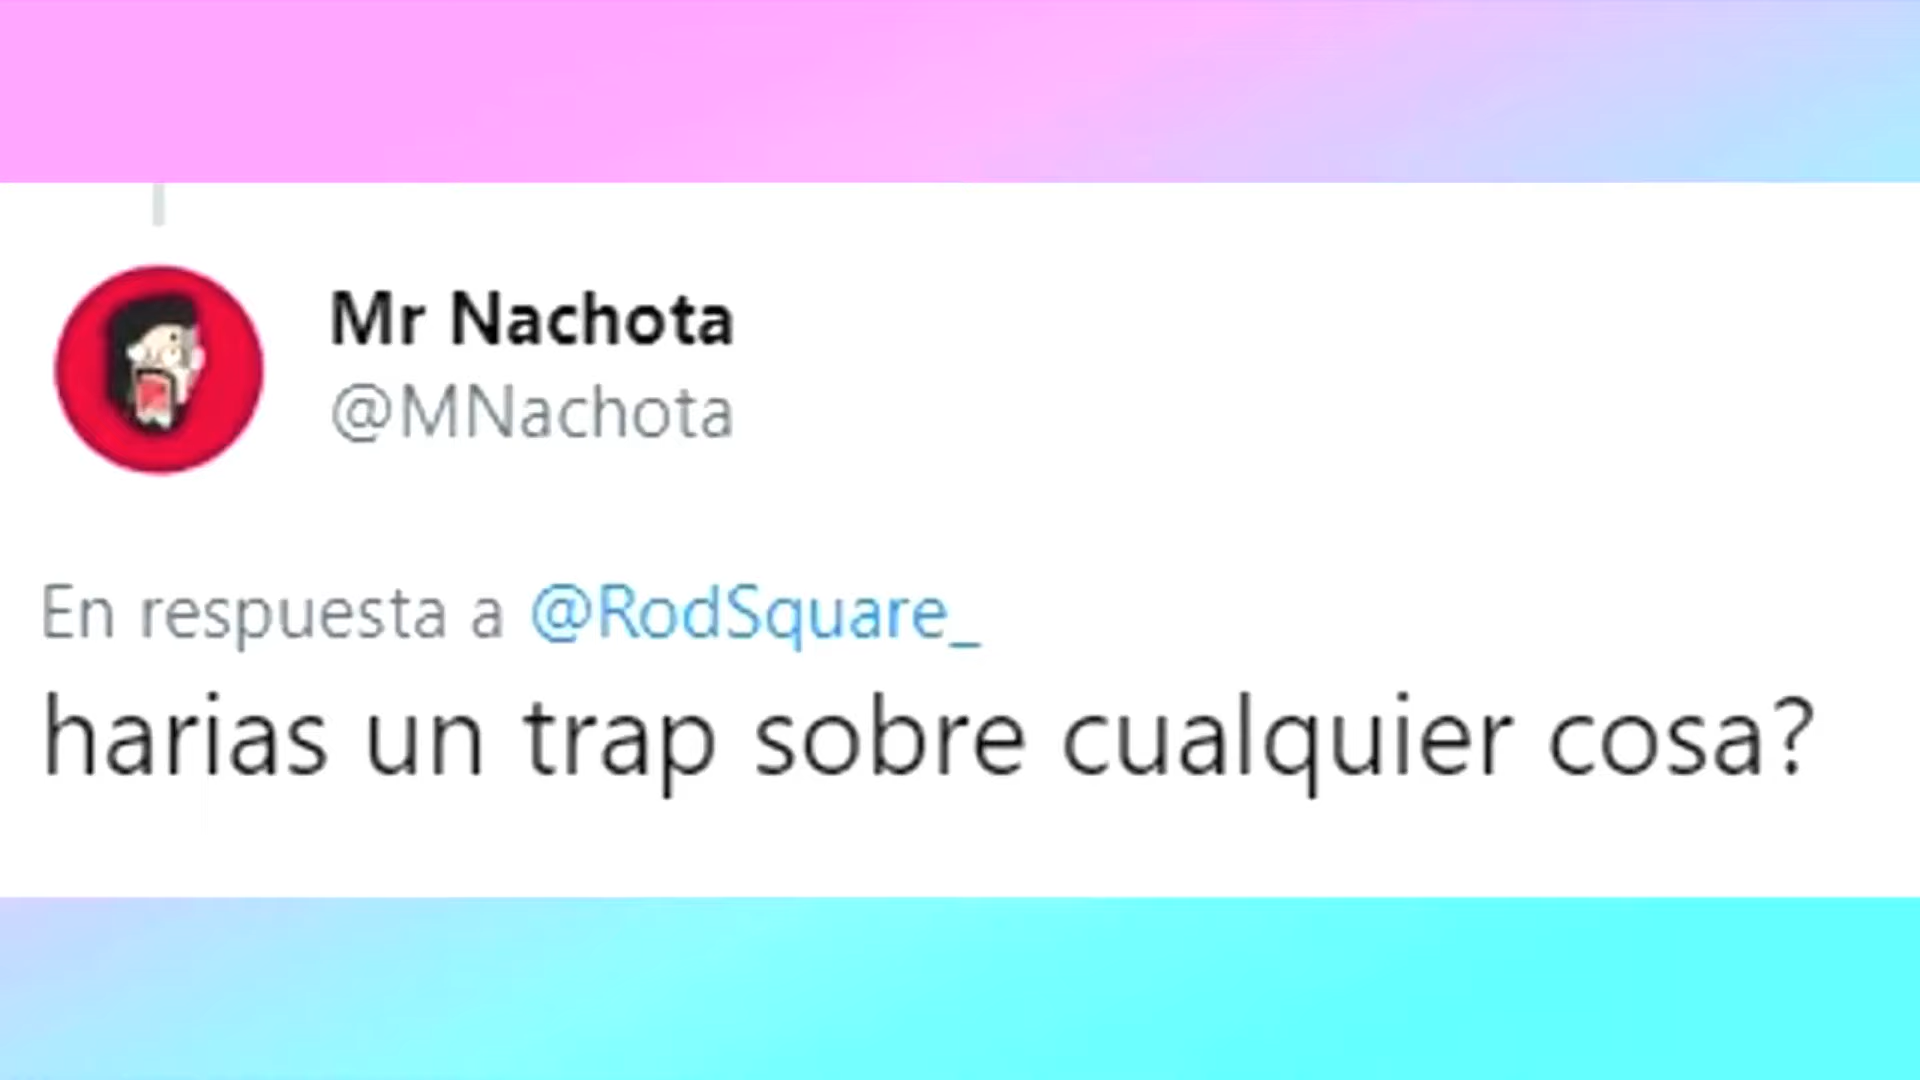 Mr Nachota
@MNachota
En respuesta a @RodSquare_
harias un trap sobre cualquier cosa?